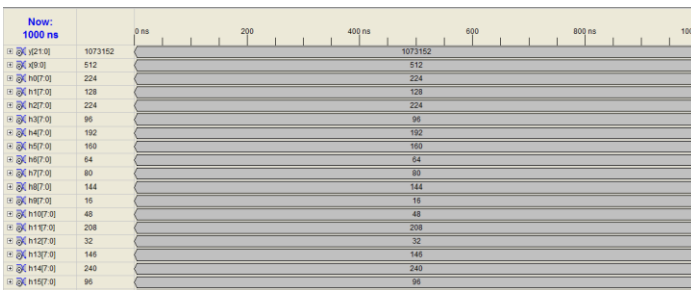 Now:
1000 ns
0 ns 200 400 ns 600 800 ns 100
y[21:0] 1073152 1073152
x[9:0] 512 512
h0[7:0] 224 224
h1[7:0] 128 128
h2[7:0] 224 224
h3[7:0] 96 96
h4[7:0] 192 192
h5[7:0] 160 160
h6[7:0] 64 64
h7[7:0] 80 80
h8[7:0] 144 144
h9[7:0] 16 16
h10[7:0] 48 48
h11[7:0] 208 208
h12[7:0] 32 32
h13[7:0] 146 146
h14[7:0] 240 240
h15[7:0] 96 96